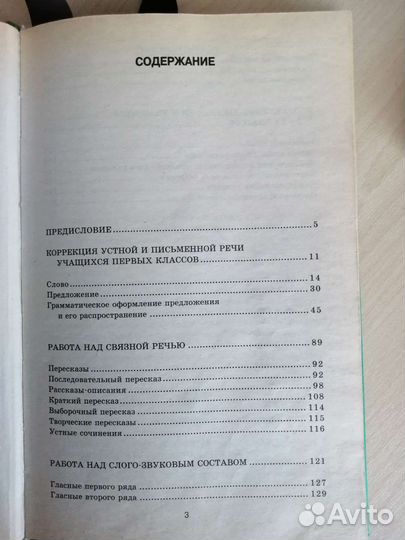 СОДЕРЖАНИЕ
ПРЕДИСЛОВИЕ 5
КОРРЕКЦИЯ УСТНОЙ И ПИСЬМЕННОЙ РЕЧИ
УЧАЩИХСЯ ПЕРВЫХ КЛАССОВ 11
Слово 14
Предложение 30
Грамматическое оформление предложения
и его распространение 45
РАБОТА НАД СВЯЗНОЙ РЕЧЬЮ 89
Пересказы 92
Последовательный пересказ 92
Рассказы-описания 98
Краткий пересказ 108
Выборочный пересказ 114
Творческие пересказы 115
Устные сочинения 116
РАБОТА НАД СЛОГО-ЗВУКОВЫМ СОСТАВОМ 121
Гласные первого ряда 127
Гласные второго ряда 129
3
Avito